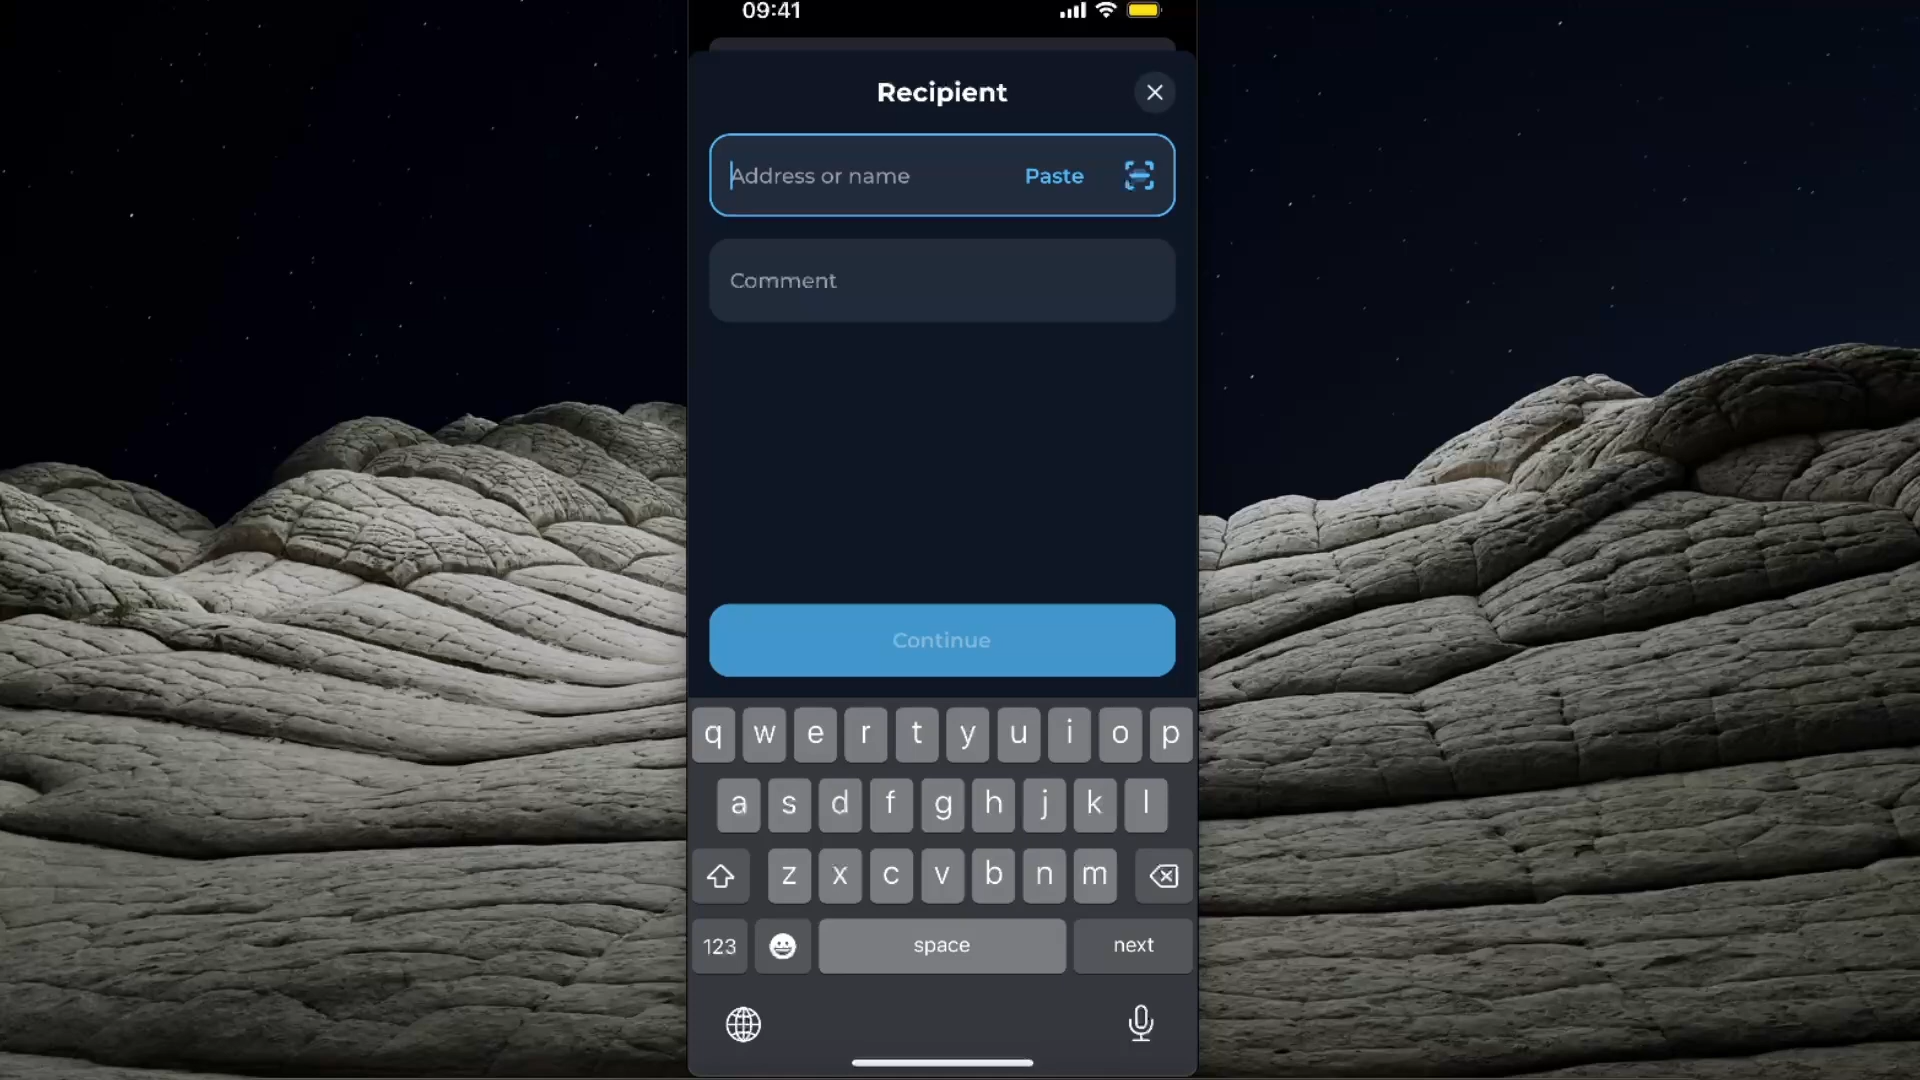 09:41
Recipient
Address or name Paste
Comment
Continue
q w e r t y u i o p
a s d f g h j k l
z x c v b n m
123 space next